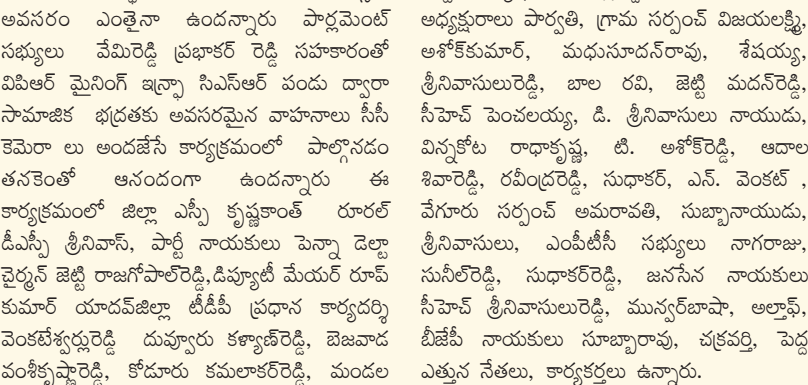 అవసరం ఎంతైనా ఉందన్నారు పార్లమెంట్
సభ్యులు వేమిరెడ్డి ప్రభాకర్ రెడ్డి సహకారంతో
విపిఆర్ మైనింగ్ ఇన్ఫ్రా సిఎస్ఆర్ పండు ద్వారా
సామాజిక భద్రతకు అవసరమైన వాహనాలు సీసీ
కెమెరా లు అందజేసే కార్యక్రమంలో పాల్గొనడం
తనకెంతో ఆనందంగా ఉందన్నారు ఈ
కార్యక్రమంలో జిల్లా ఎస్పీ కృష్ణకాంత్ రూరల్
డీఎస్పీ శ్రీనివాస్, పార్టీ నాయకులు పెన్నా డెల్టా
చైర్మన్ జెట్టి రాజగోపాల్‌రెడ్డి,డిప్యూటీ మేయర్ రూప్
కుమార్ యాదవ్‌జిల్లా టీడీపీ ప్రధాన కార్యదర్శి
వెంకటేశ్వర్లురెడ్డి దువ్వూరు కళ్యాణ్‌రెడ్డి, బెజవాడ
వంశీకృష్ణారెడ్డి, కోడూరు కమలాకర్‌రెడ్డి, మండల
అధ్యక్షురాలు పార్వతి, గ్రామ సర్పంచ్ విజయలక్ష్మి,
అశోక్‌కుమార్, మధుసూదన్‌రావు, శేషయ్య,
శ్రీనివాసులురెడ్డి, బాల రవి, జెట్టి మదన్‌రెడ్డి,
సీహెచ్ పెంచలయ్య, డి. శ్రీనివాసులు నాయుడు,
విన్నకోట రాధాకృష్ణ, టి. అశోక్‌రెడ్డి, ఆదాల
శివారెడ్డి, రవీంద్రరెడ్డి, సుధాకర్, ఎన్. వెంకట్ ,
వేగూరు సర్పంచ్ అమరావతి, సుబ్బానాయుడు,
శ్రీనివాసులు, ఎంపీటీసీ సభ్యులు నాగరాజు,
సునీల్‌రెడ్డి, సుధాకర్‌రెడ్డి, జనసేన నాయకులు
సీహెచ్ శ్రీనివాసులురెడ్డి, మున్వర్‌బాషా, అల్తాఫ్,
బీజేపీ నాయకులు సూబ్బారావు, చక్రవర్తి, పెద్ద
ఎత్తున నేతలు, కార్యకర్తలు ఉన్నారు.